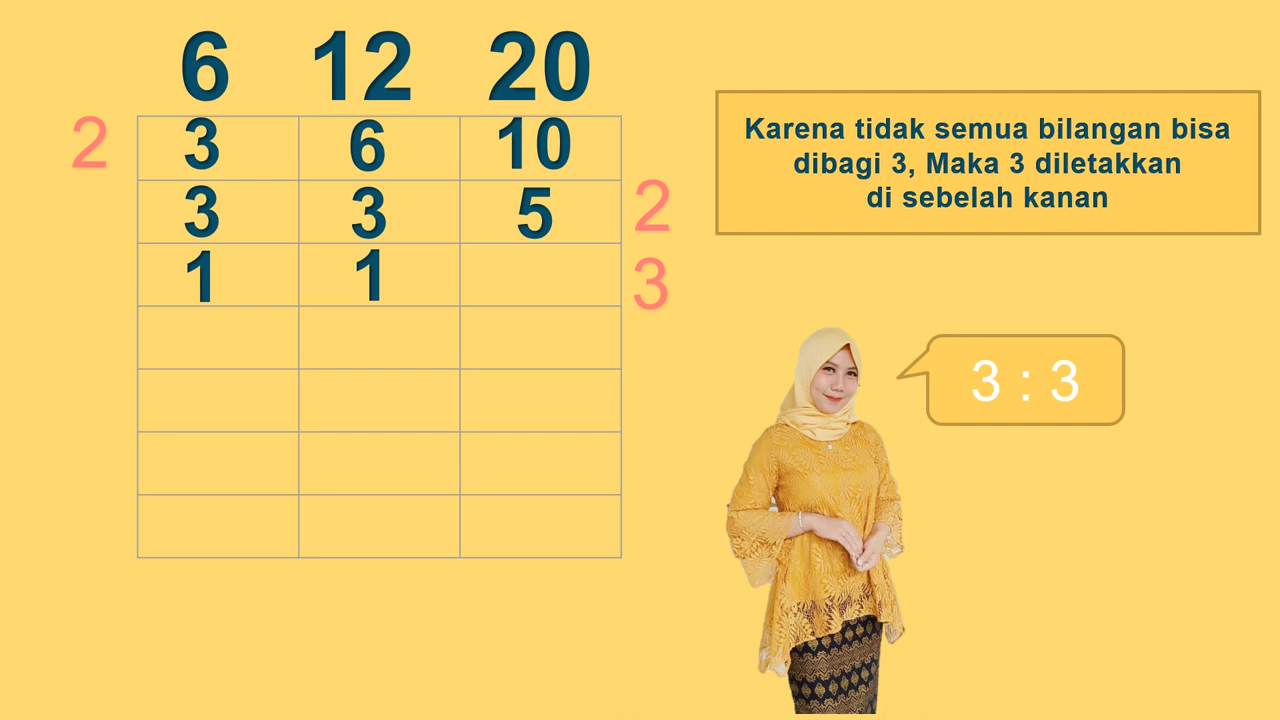 6 12 20
2 3 6 10
3 3 5 2
1 1 3
Karena tidak semua bilangan bisa
dibagi 3, Maka 3 diletakkan
di sebelah kanan
3 : 3